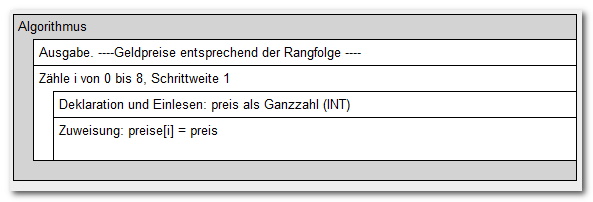 Algorithmus
Ausgabe. ----Geldpreise entsprechend der Rangfolge ----
Zähle i von 0 bis 8, Schrittweite 1
Deklaration und Einlesen: preis als Ganzzahl (INT)
Zuweisung: preise[i] = preis